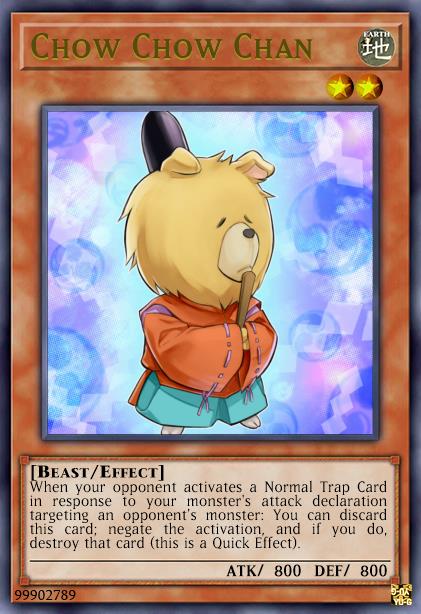 CHOW CHOW CHAN
EARTH
地
[BEAST/EFFECT]
When your opponent activates a Normal Trap Card
in response to your monster's attack declaration
targeting an opponent's monster: You can discard
this card; negate the activation, and if you do,
destroy that card (this is a Quick Effect).
ATK/ 800 DEF/ 800
99902789